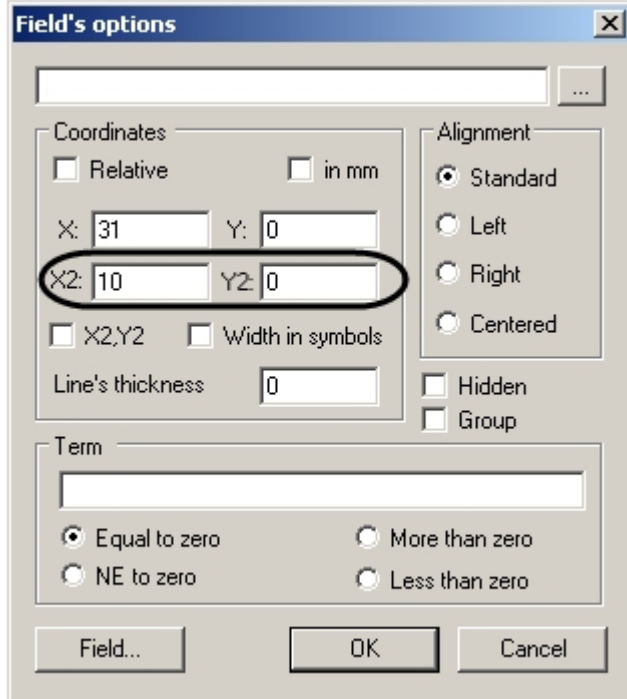 Field's options
...
Coordinates
Relative in mm
X: 31 Y: 0
X2: 10 Y2: 0
X2,Y2 Width in symbols
Line's thickness 0
Alignment
Standard
Left
Right
Centered
Hidden
Group
Term
Equal to zero More than zero
NE to zero Less than zero
Field... OK Cancel